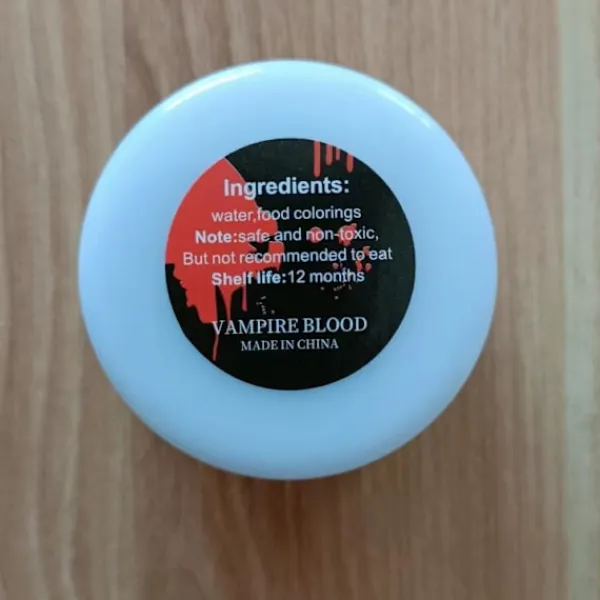 Ingredients:
water,food colorings
Note:safe and non-toxic,
But not recommended to eat
Shelf life:12 months
VAMPIRE BLOOD
MADE IN CHINA